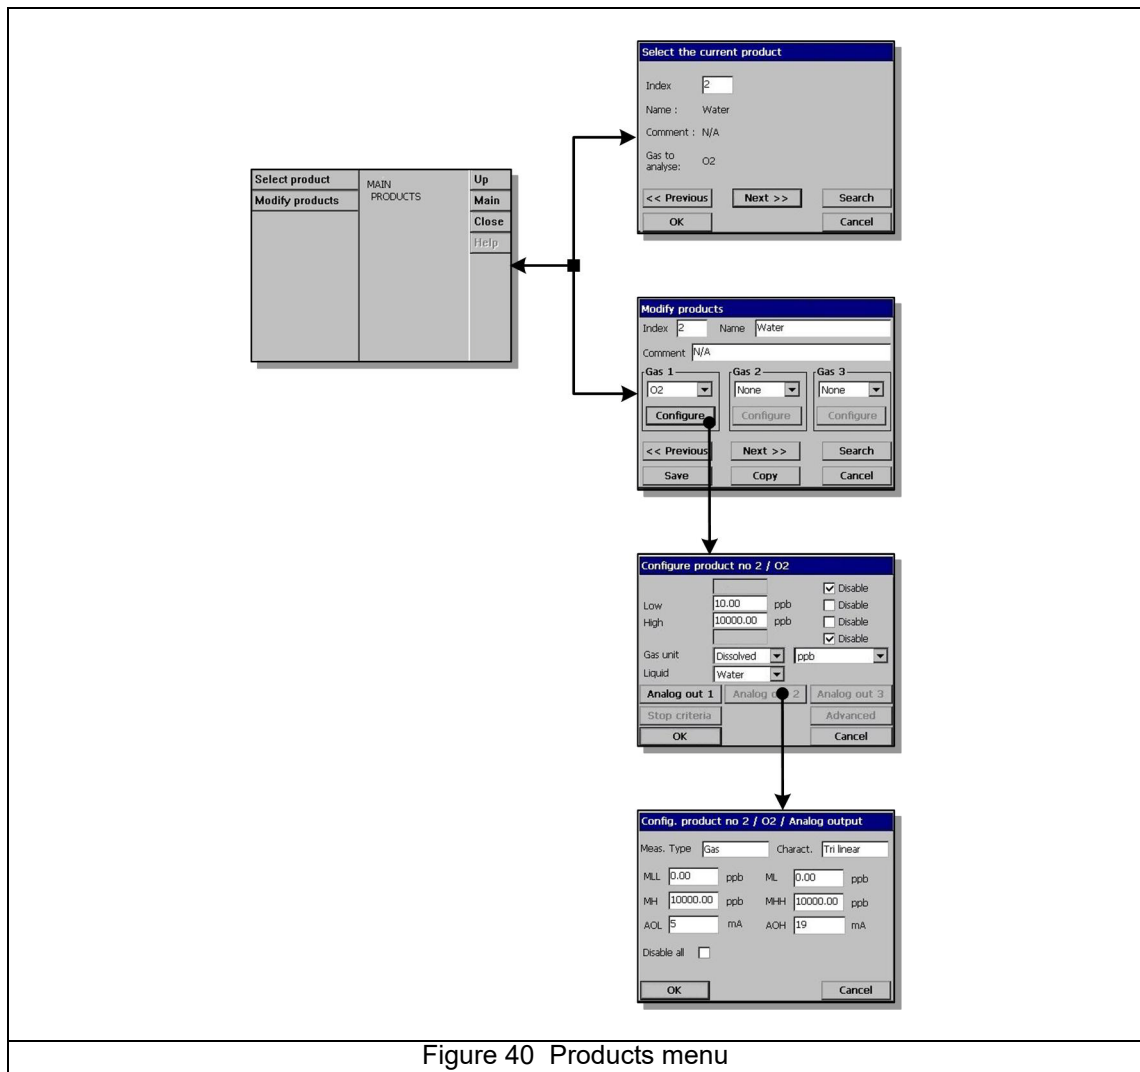 Select product
Modify products
MAIN
PRODUCTS
Up
Main
Close
Help
Select the current product
Index 2
Name : Water
Comment : N/A
Gas to
analyse: O2
<< Previous Next >> Search
OK Cancel
Modify products
Index 2 Name Water
Comment N/A
Gas 1 Gas 2 Gas 3
O2 None None
Configure Configure Configure
<< Previous Next >> Search
Save Copy Cancel
Configure product no 2 / O2
Disable
Low 10.00 ppb Disable
High 10000.00 ppb Disable
Disable
Gas unit Dissolved ppb
Liquid Water
Analog out 1 Analog 2 Analog out 3
Stop criteria Advanced
OK Cancel
Config. product no 2 / O2 / Analog output
Meas. Type Gas Charact. Tri linear
MLL 0.00 ppb ML 0.00 ppb
MH 10000.00 ppb MHH 10000.00 ppb
AOL 5 mA AOH 19 mA
Disable all
OK Cancel
Figure 40 Products menu